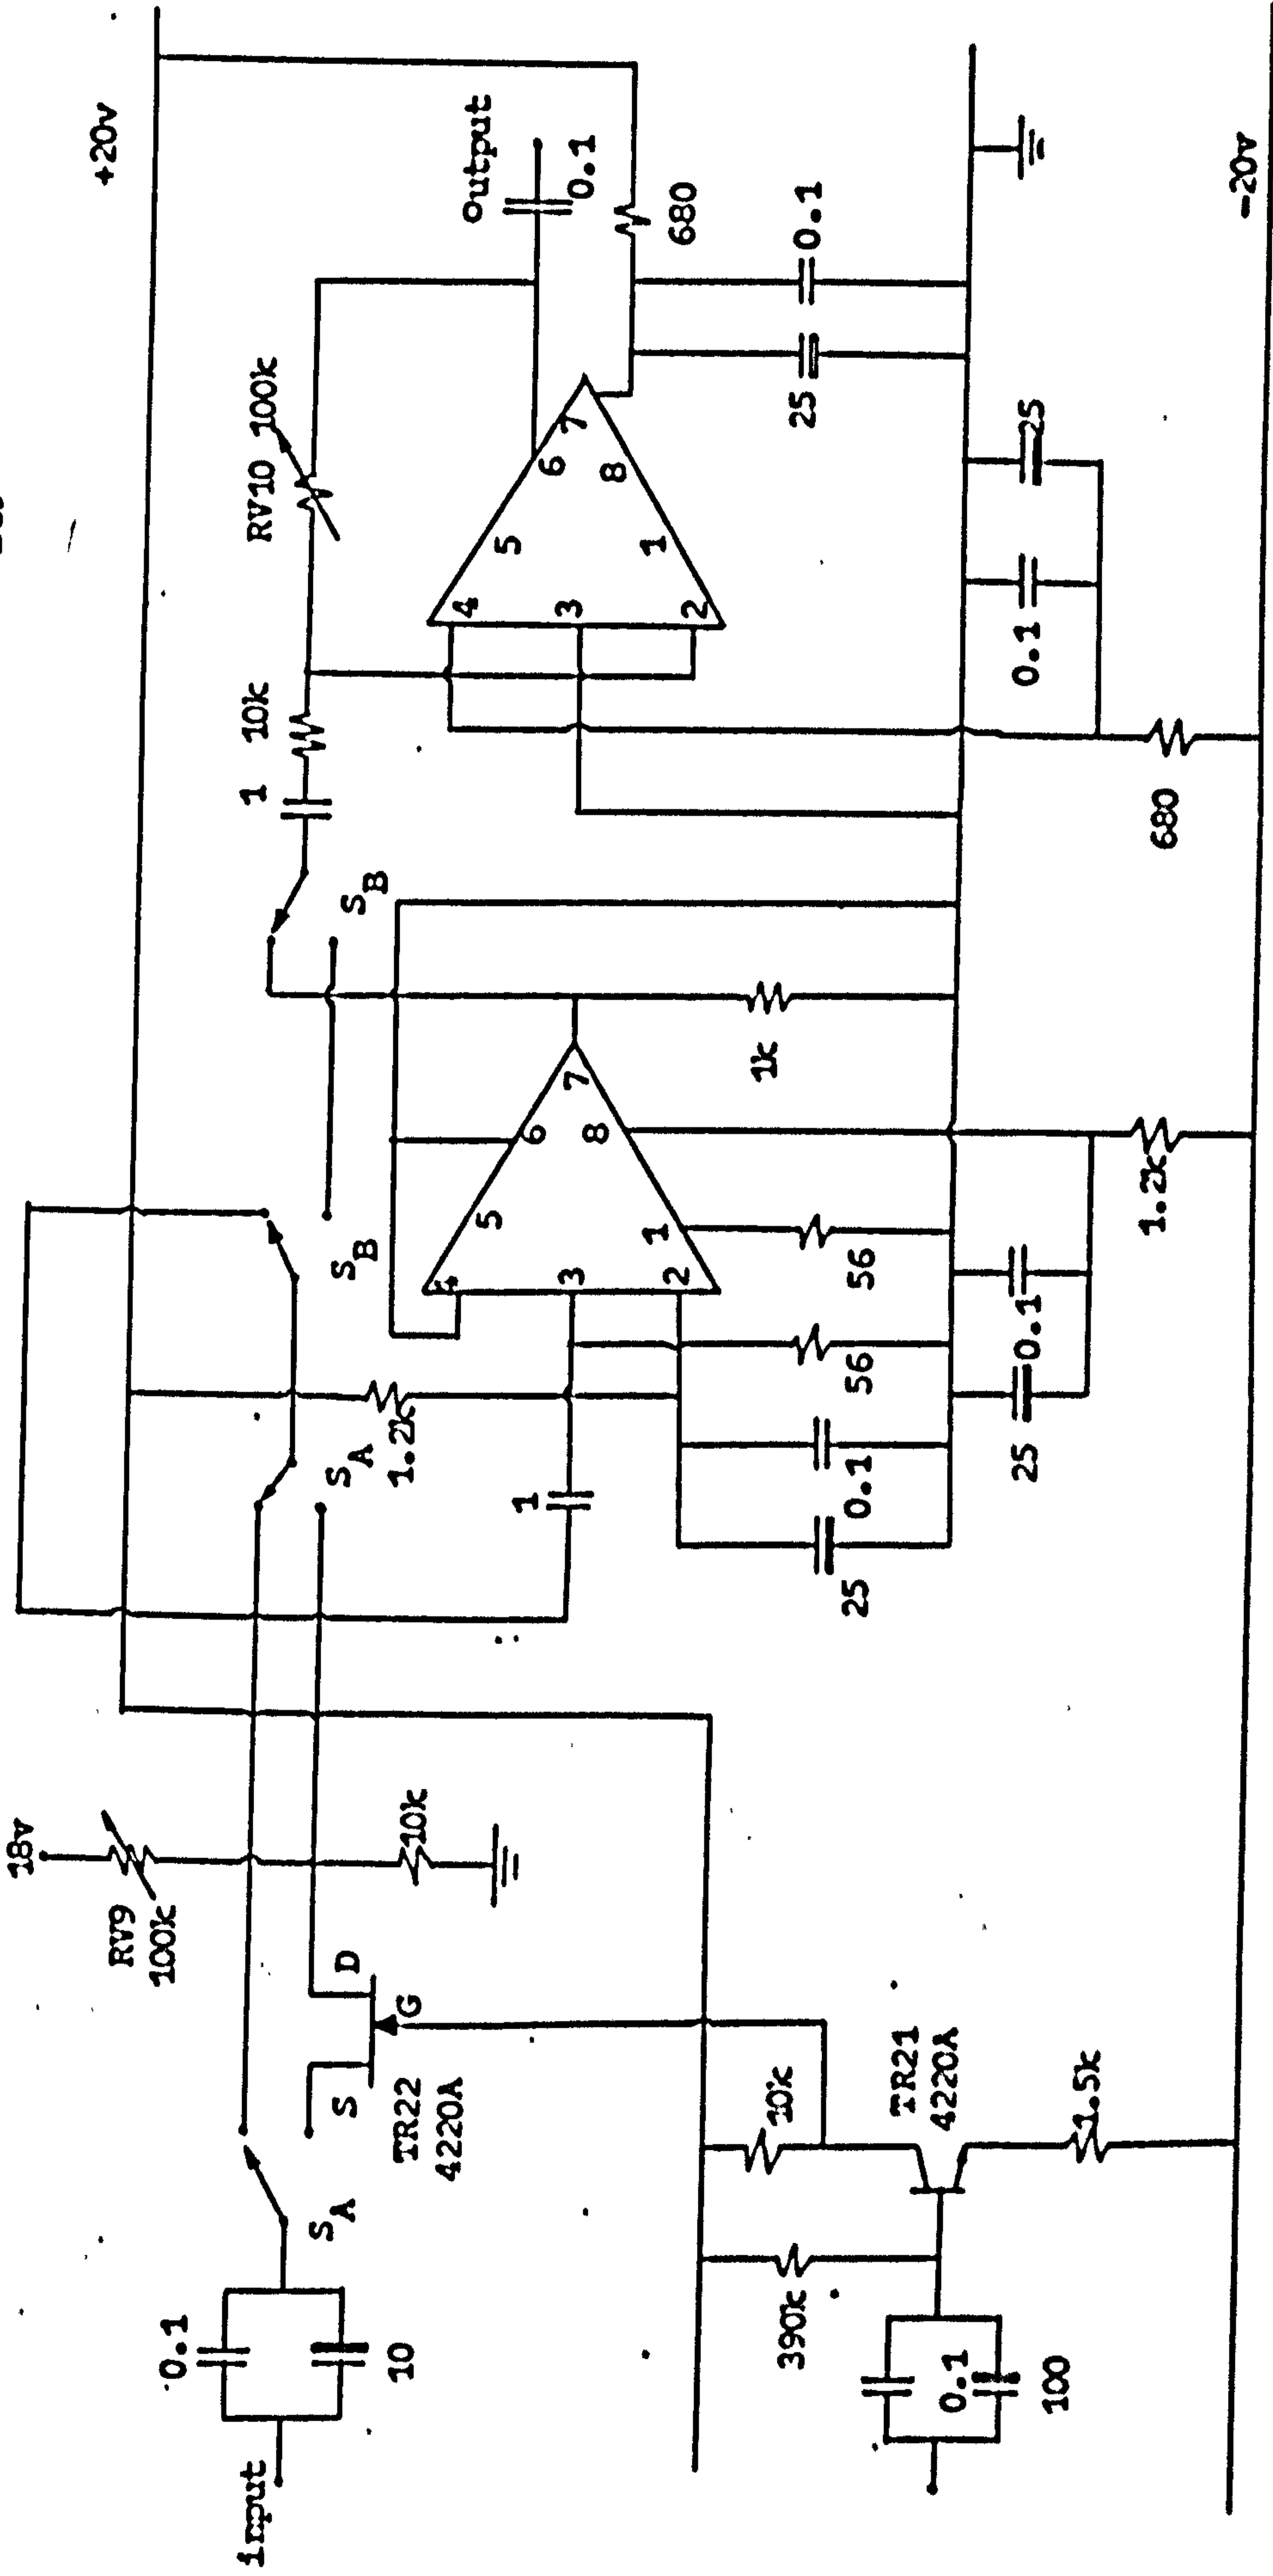 +20v
18v
RV9
100k
10k
input
0.1
10
S A
S
D
G
TR22
4220A
390k
10k
TR21
4220A
1.5k
0.1
100
S A
S B
1.2k
1
4
3
2
1
5
6
7
8
25
0.1
56
56
25
0.1
1.2k
1k
S B
1
10k
RV10 100k
4
3
2
1
5
6
7
8
output
0.1
680
25
0.1
0.1
25
680
-20v